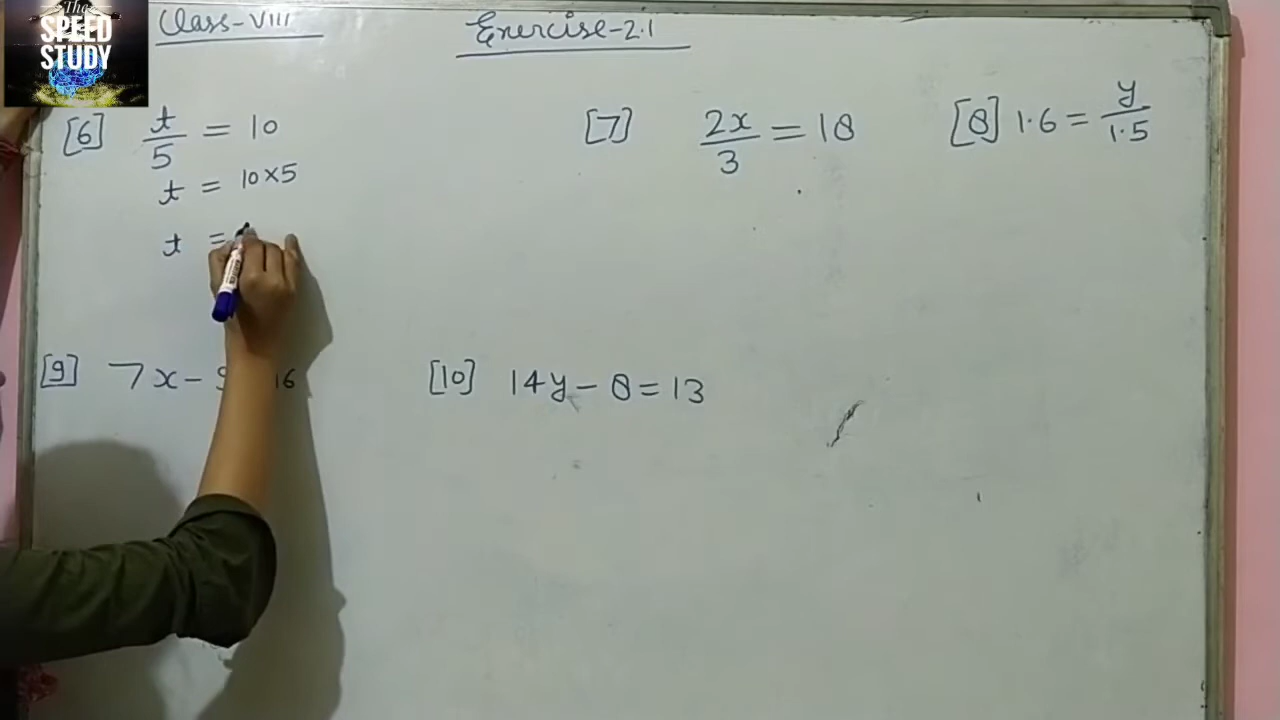 The
SPEED
STUDY
Class-VIII
Exercise-2.1
[6] t/5 = 10
t = 10×5
t =
[7] 2x/3 = 18
[8] 1.6 = y/1.5
[9] 7x - 16
[10] 14y - 8 = 13